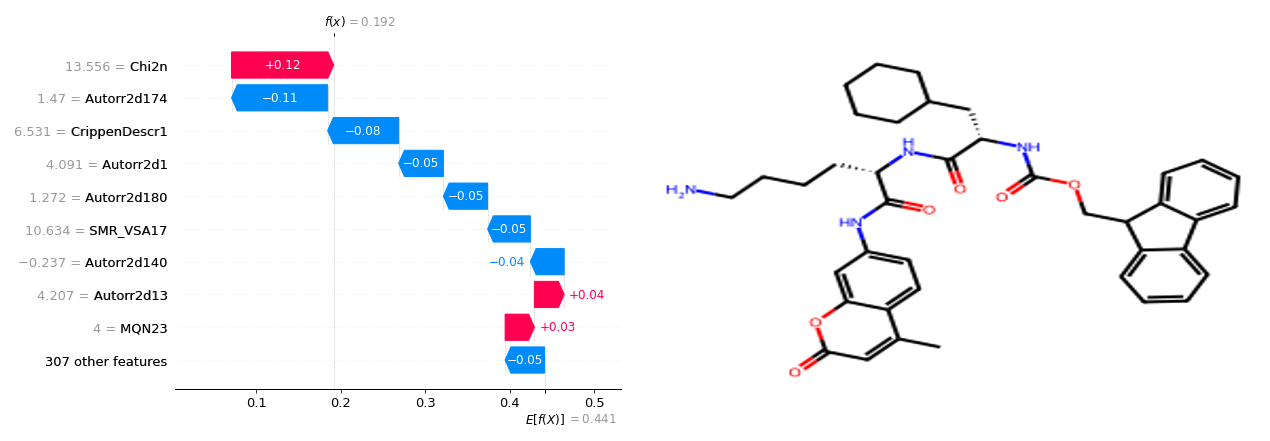 f(x) = 0.192
13.556 = Chi2n
+0.12
1.47 = Autorr2d174
−0.11
6.531 = CrippenDescr1
−0.08
4.091 = Autorr2d1
−0.05
1.272 = Autorr2d180
−0.05
10.634 = SMR_VSA17
−0.05
−0.237 = Autorr2d140
−0.04
4.207 = Autorr2d13
+0.04
4 = MQN23
+0.03
307 other features
−0.05
0.1 0.2 0.3 0.4 0.5
E[f(X)] = 0.441
H
N
NH
H₂N
O
O
O
O
HN
O
O